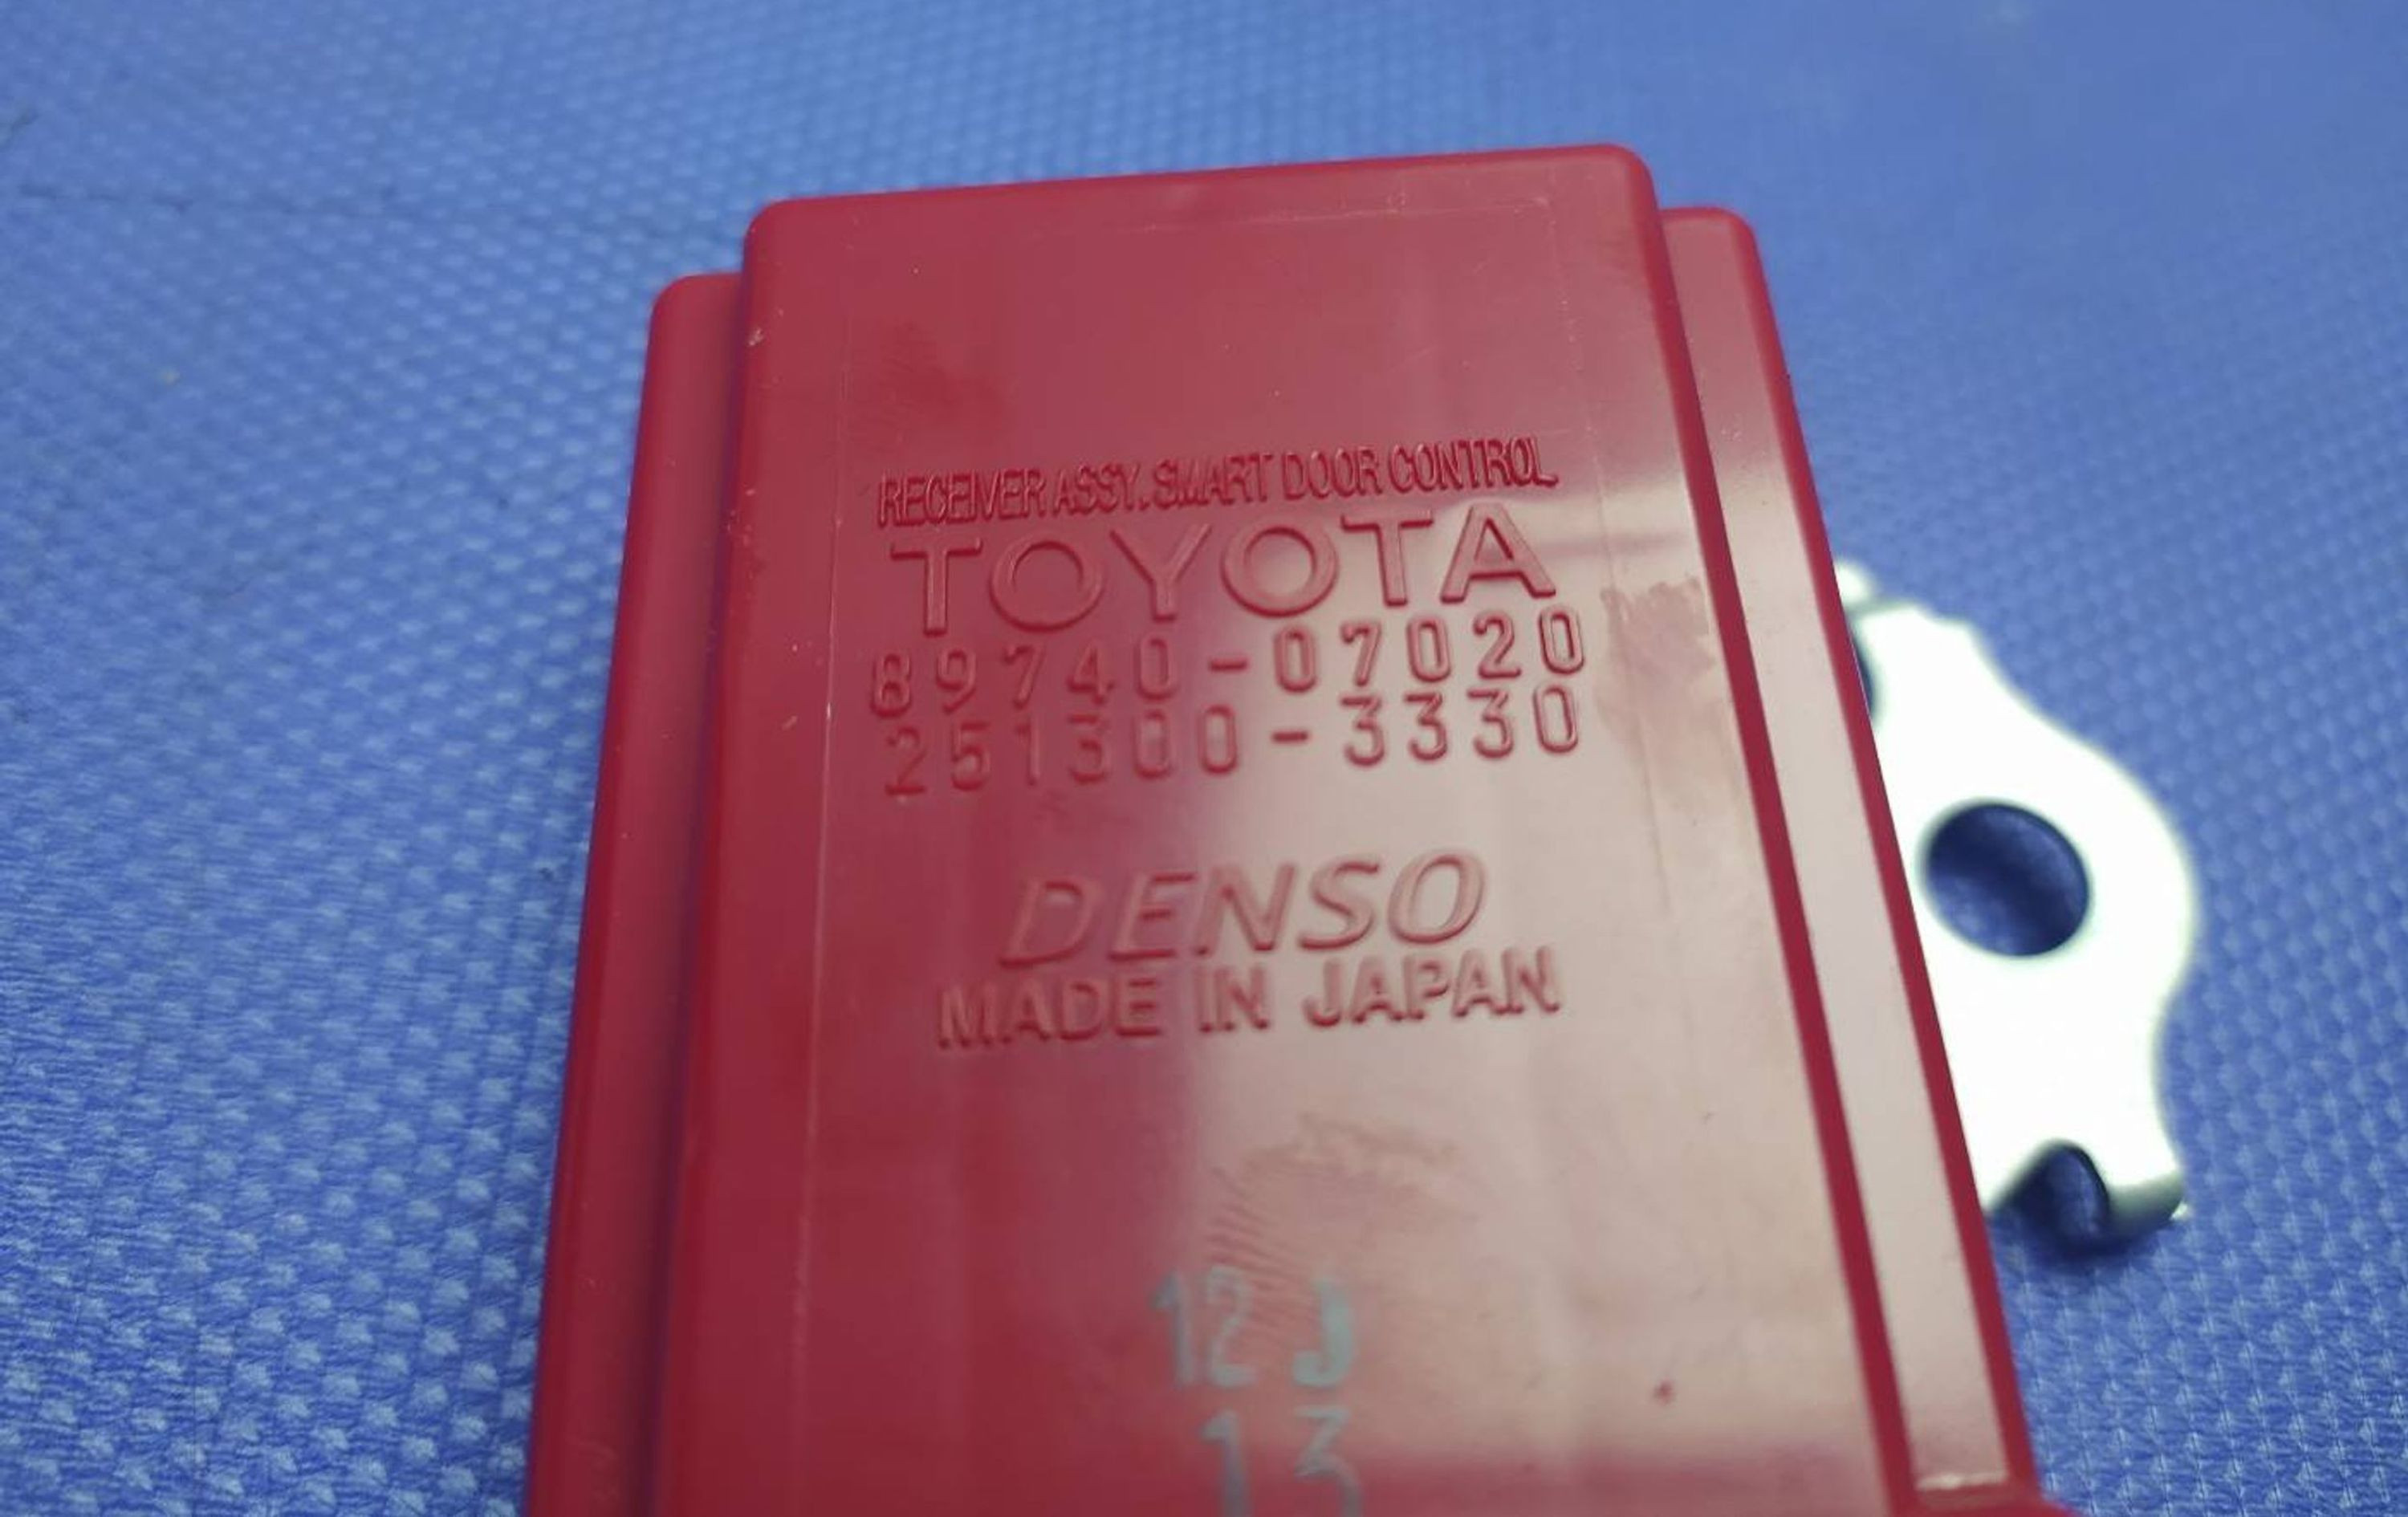 RECEIVER ASSY. SMART DOOR CONTROL
TOYOTA
89740-07020
251300-3330
DENSO
MADE IN JAPAN
12 J
13